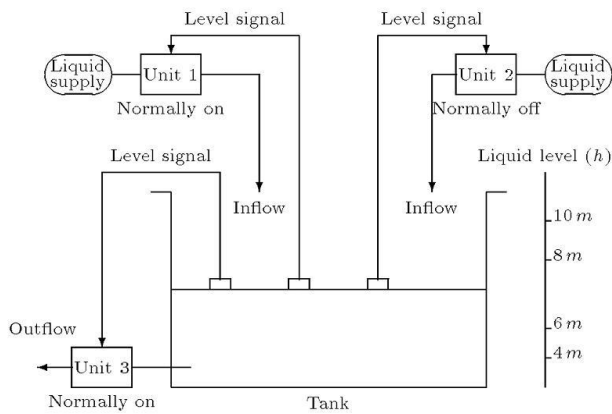 Level signal
Level signal
Liquid
supply
Unit 1
Unit 2
Liquid
supply
Normally on
Normally off
Level signal
Liquid level (h)
Inflow
Inflow
10 m
8 m
Outflow
6 m
Unit 3
4 m
Normally on
Tank